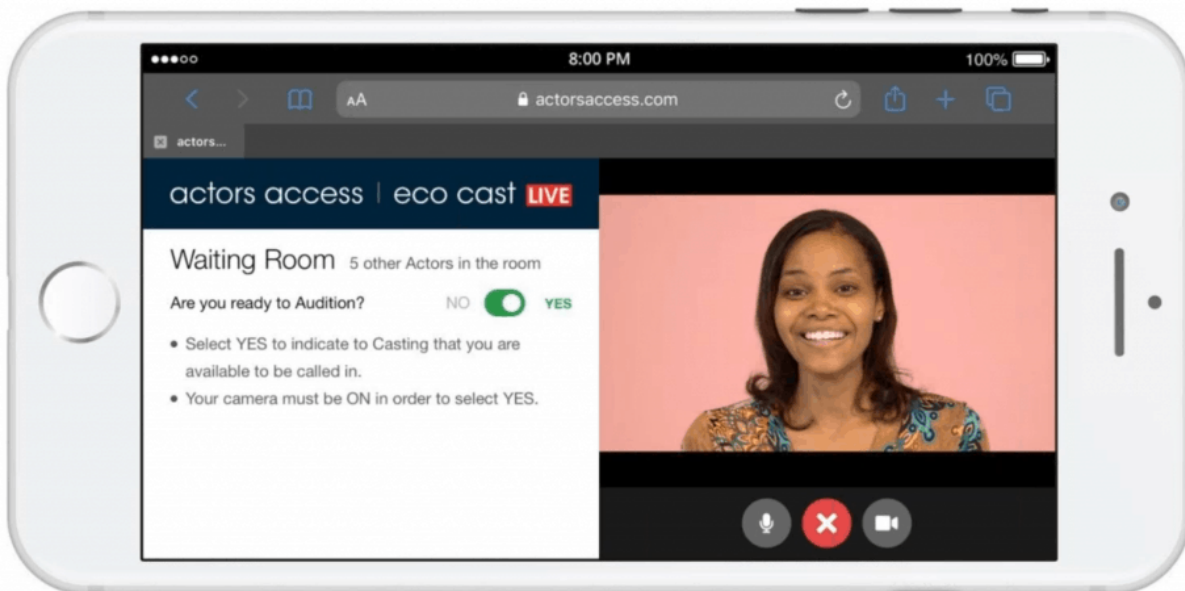 8:00 PM
100%
AA
actorsaccess.com
actors...
actors access | eco cast LIVE
Waiting Room 5 other Actors in the room
Are you ready to Audition? NO YES
• Select YES to indicate to Casting that you are
available to be called in.
• Your camera must be ON in order to select YES.